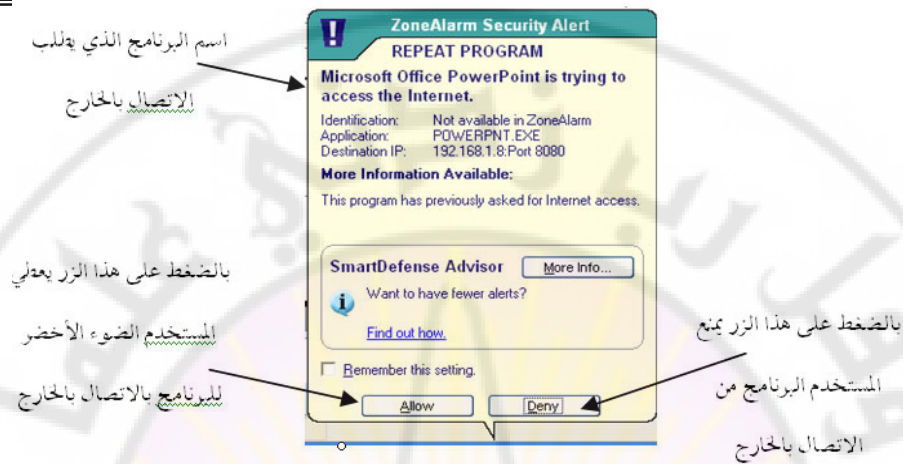 اسم البرنامج الذي يطلب
الاتصال بالخارج
ZoneAlarm Security Alert
REPEAT PROGRAM
Microsoft Office PowerPoint is trying to
access the Internet.
Identification: Not available in ZoneAlarm
Application: POWERPNT.EXE
Destination IP: 192.168.1.8:Port 8080
More Information Available:
This program has previously asked for Internet access.
SmartDefense Advisor More Info...
Want to have fewer alerts?
Find out how.
Remember this setting.
Allow Deny
بالضغط على هذا الزر يعطي
المستخدم الضوء الأخضر
للبرنامج بالاتصال بالخارج
بالضغط على هذا الزر يمنع
المستخدم البرنامج من
الاتصال بالخارج